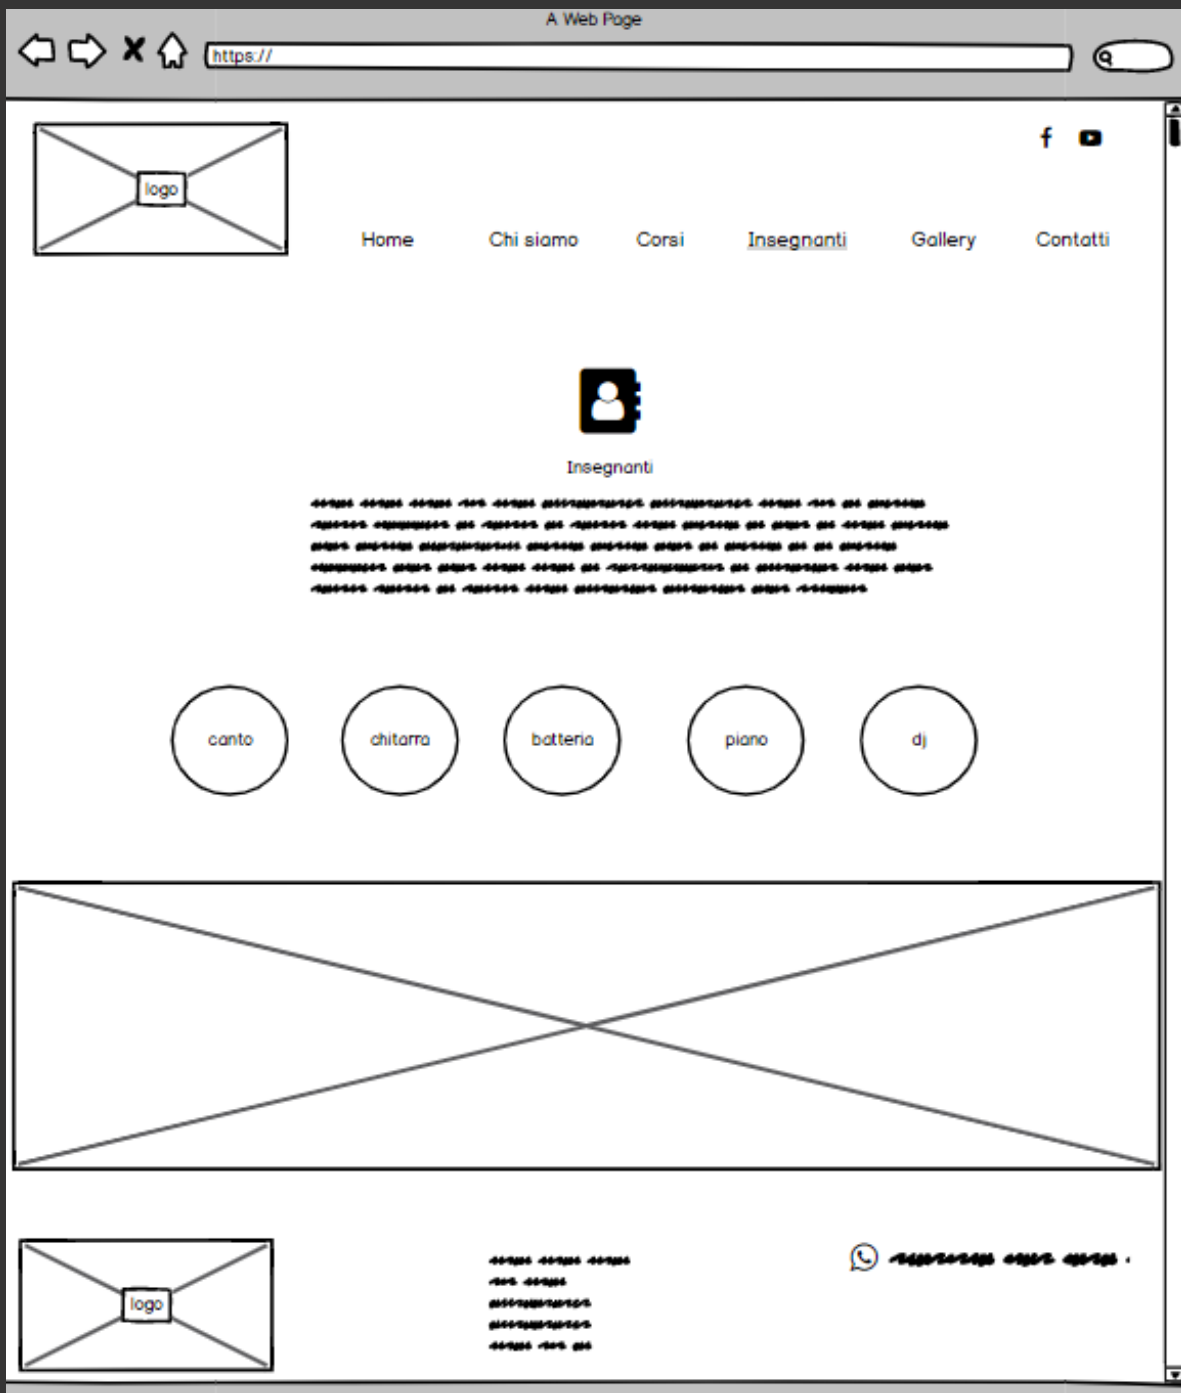 A Web Page
https://
logo
Home Chi siamo Corsi Insegnanti Gallery Contatti
Insegnanti
canto chitarra batteria piano dj
logo